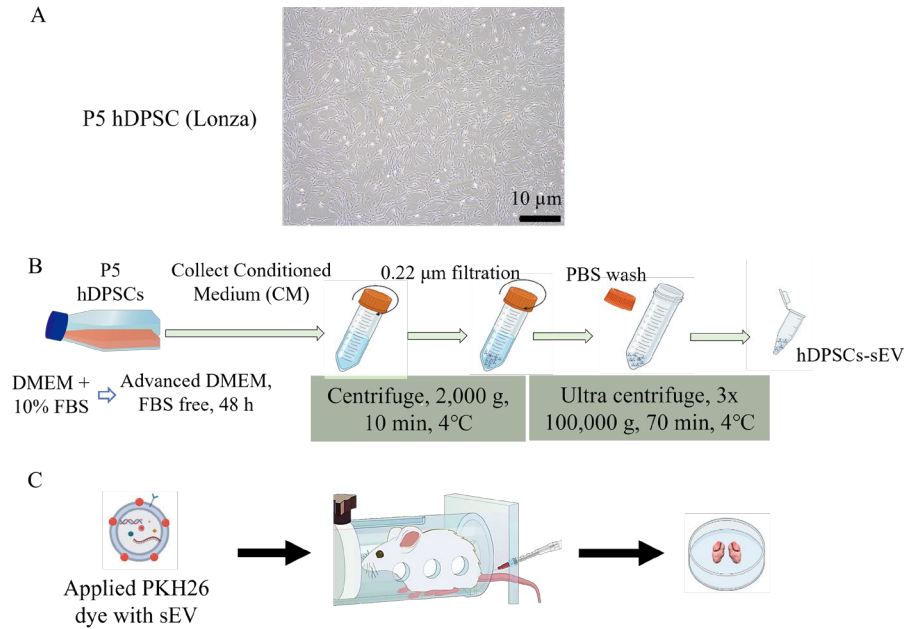 A
P5 hDPSC (Lonza)
10 µm
B
P5
hDPSCs
Collect Conditioned
Medium (CM)
0.22 µm filtration
PBS wash
hDPSCs-sEV
DMEM +
10% FBS
Advanced DMEM,
FBS free, 48 h
Centrifuge, 2,000 g,
10 min, 4℃
Ultra centrifuge, 3x
100,000 g, 70 min, 4℃
C
Applied PKH26
dye with sEV